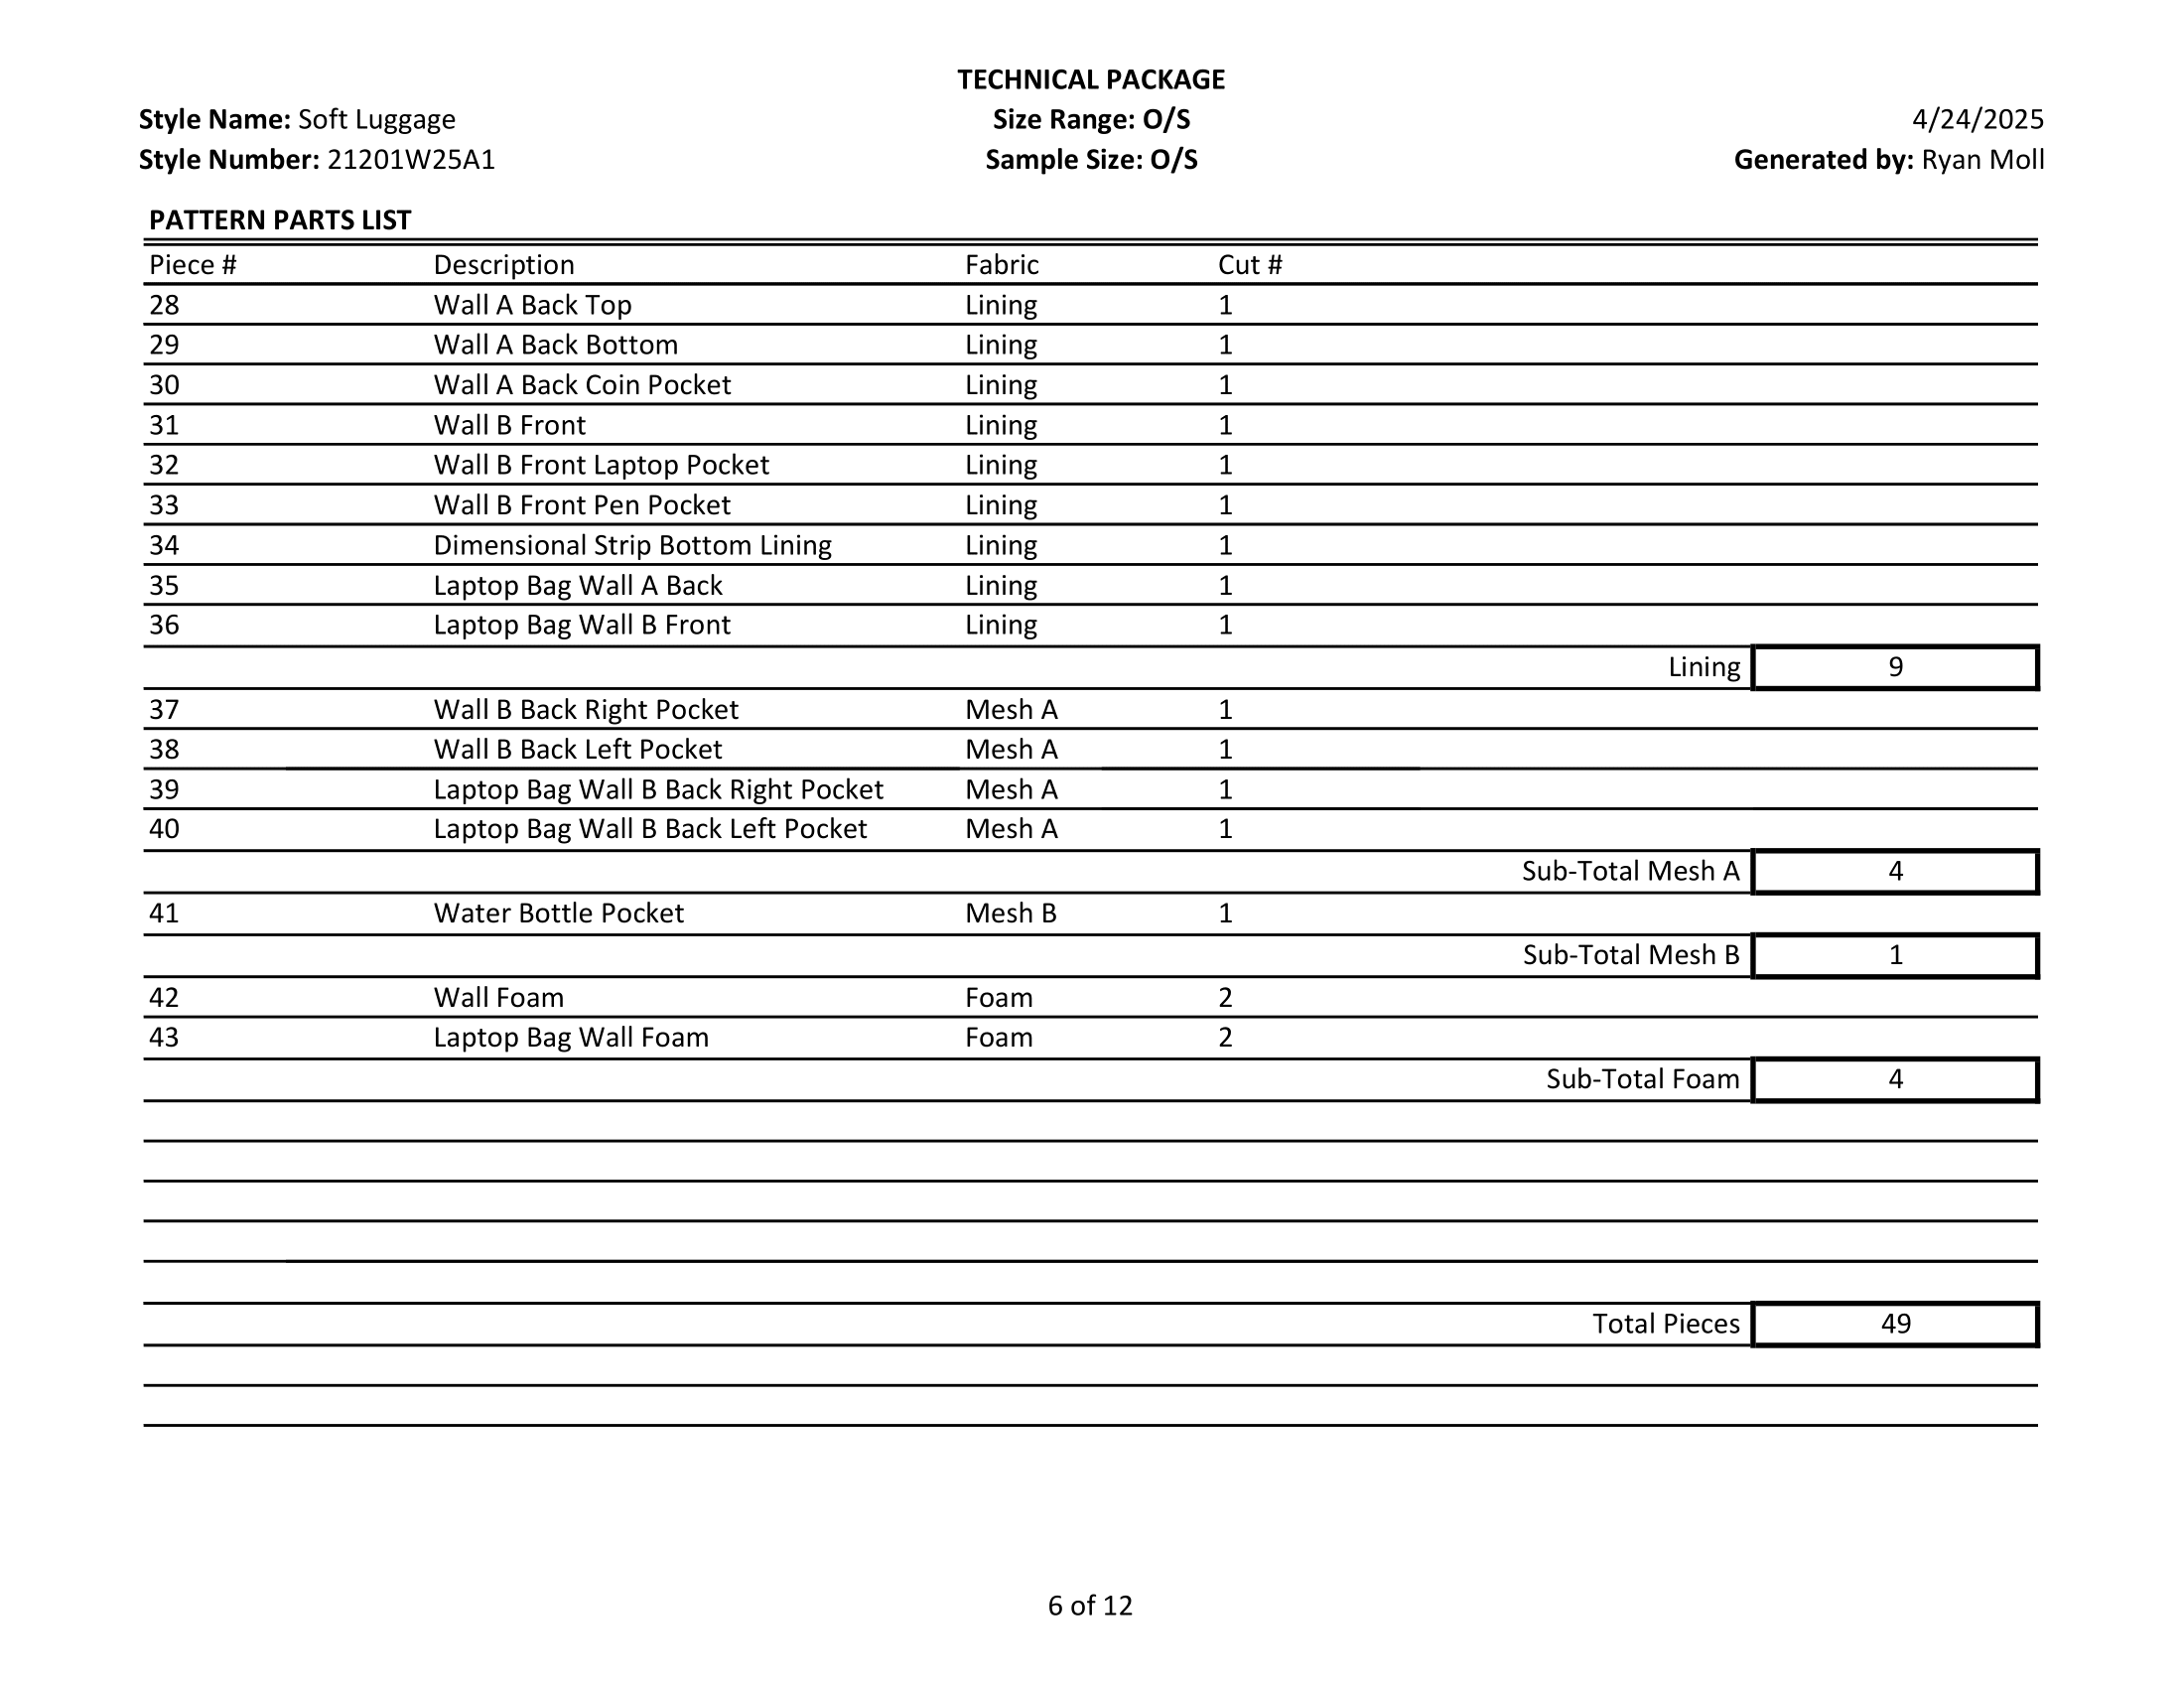 TECHNICAL PACKAGE
Style Name: Soft Luggage Size Range: O/S 4/24/2025
Style Number: 21201W25A1 Sample Size: O/S Generated by: Ryan Moll
PATTERN PARTS LIST
Piece # Description Fabric Cut #
28 Wall A Back Top Lining 1
29 Wall A Back Bottom Lining 1
30 Wall A Back Coin Pocket Lining 1
31 Wall B Front Lining 1
32 Wall B Front Laptop Pocket Lining 1
33 Wall B Front Pen Pocket Lining 1
34 Dimensional Strip Bottom Lining Lining 1
35 Laptop Bag Wall A Back Lining 1
36 Laptop Bag Wall B Front Lining 1
Lining 9
37 Wall B Back Right Pocket Mesh A 1
38 Wall B Back Left Pocket Mesh A 1
39 Laptop Bag Wall B Back Right Pocket Mesh A 1
40 Laptop Bag Wall B Back Left Pocket Mesh A 1
Sub-Total Mesh A 4
41 Water Bottle Pocket Mesh B 1
Sub-Total Mesh B 1
42 Wall Foam Foam 2
43 Laptop Bag Wall Foam Foam 2
Sub-Total Foam 4
Total Pieces 49
6 of 12